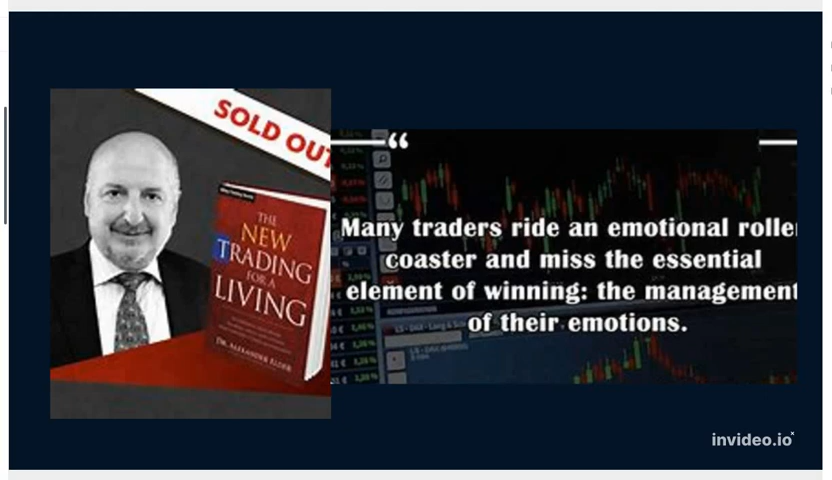 SOLD OUT
THE
NEW
TRADING
FOR A
LIVING
DR. ALEXANDER ELDER
“
Many traders ride an emotional roller
coaster and miss the essential
element of winning: the management
of their emotions.
invideo.io